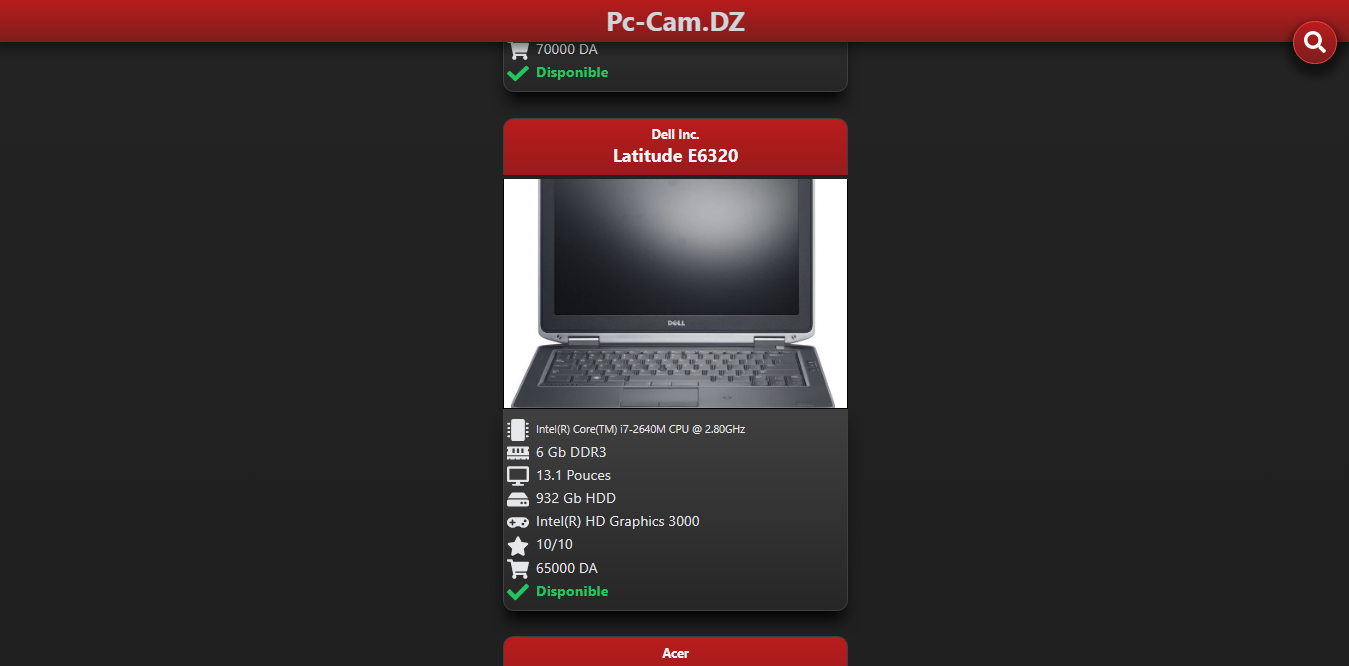 Pc-Cam.DZ
70000 DA
Disponible
Dell Inc.
Latitude E6320
DELL
Intel(R) Core(TM) i7-2640M CPU @ 2.80GHz
6 Gb DDR3
13.1 Pouces
932 Gb HDD
Intel(R) HD Graphics 3000
10/10
65000 DA
Disponible
Acer